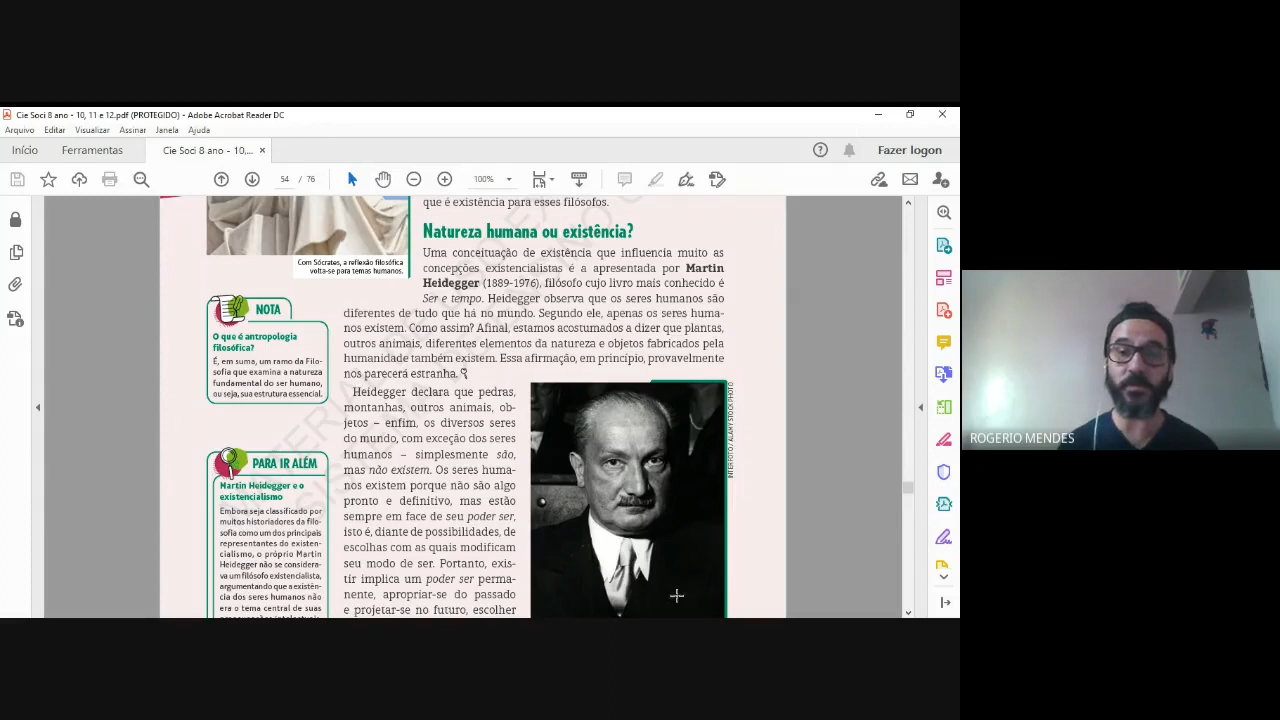 Cie Soci 8 ano - 10, 11 e 12.pdf (PROTEGIDO) - Adobe Acrobat Reader DC
Arquivo Editar Visualizar Assinar Janela Ajuda
Início Ferramentas Cie Soci 8 ano - 10,... × Fazer logon
54 / 76 100%
que é existência para esses filósofos.
Natureza humana ou existência?
Uma conceituação de existência que influencia muito as
concepções existencialistas é a apresentada por Martin
Heidegger (1889-1976), filósofo cujo livro mais conhecido é
Ser e tempo. Heidegger observa que os seres humanos são
diferentes de tudo que há no mundo. Segundo ele, apenas os seres huma-
nos existem. Como assim? Afinal, estamos acostumados a dizer que plantas,
outros animais, diferentes elementos da natureza e objetos fabricados pela
humanidade também existem. Essa afirmação, em princípio, provavelmente
nos parecerá estranha.
Heidegger declara que pedras,
montanhas, outros animais, ob-
jetos – enfim, os diversos seres
do mundo, com exceção dos seres
humanos – simplesmente são,
mas não existem. Os seres huma-
nos existem porque não são algo
pronto e definitivo, mas estão
sempre em face de seu poder ser,
isto é, diante de possibilidades, de
escolhas com as quais modificam
seu modo de ser. Portanto, exis-
tir implica um poder ser perma-
nente, apropriar-se do passado
e projetar-se no futuro, escolher
Com Sócrates, a reflexão filosófica
volta-se para temas humanos.
NOTA
O que é antropologia
filosófica?
É, em suma, um ramo da Filo-
sofia que examina a natureza
fundamental do ser humano,
ou seja, sua estrutura essencial.
PARA IR ALÉM
Martin Heidegger e o
existencialismo
Embora seja classificado por
muitos historiadores da filo-
sofia como um dos principais
representantes do existen-
cialismo, o próprio Martin
Heidegger não se considera-
va um filósofo existencialista,
argumentando que a existên-
cia dos seres humanos não
era o tema central de suas
INTERFOTO / ALAMY STOCK PHOTO
ROGERIO MENDES